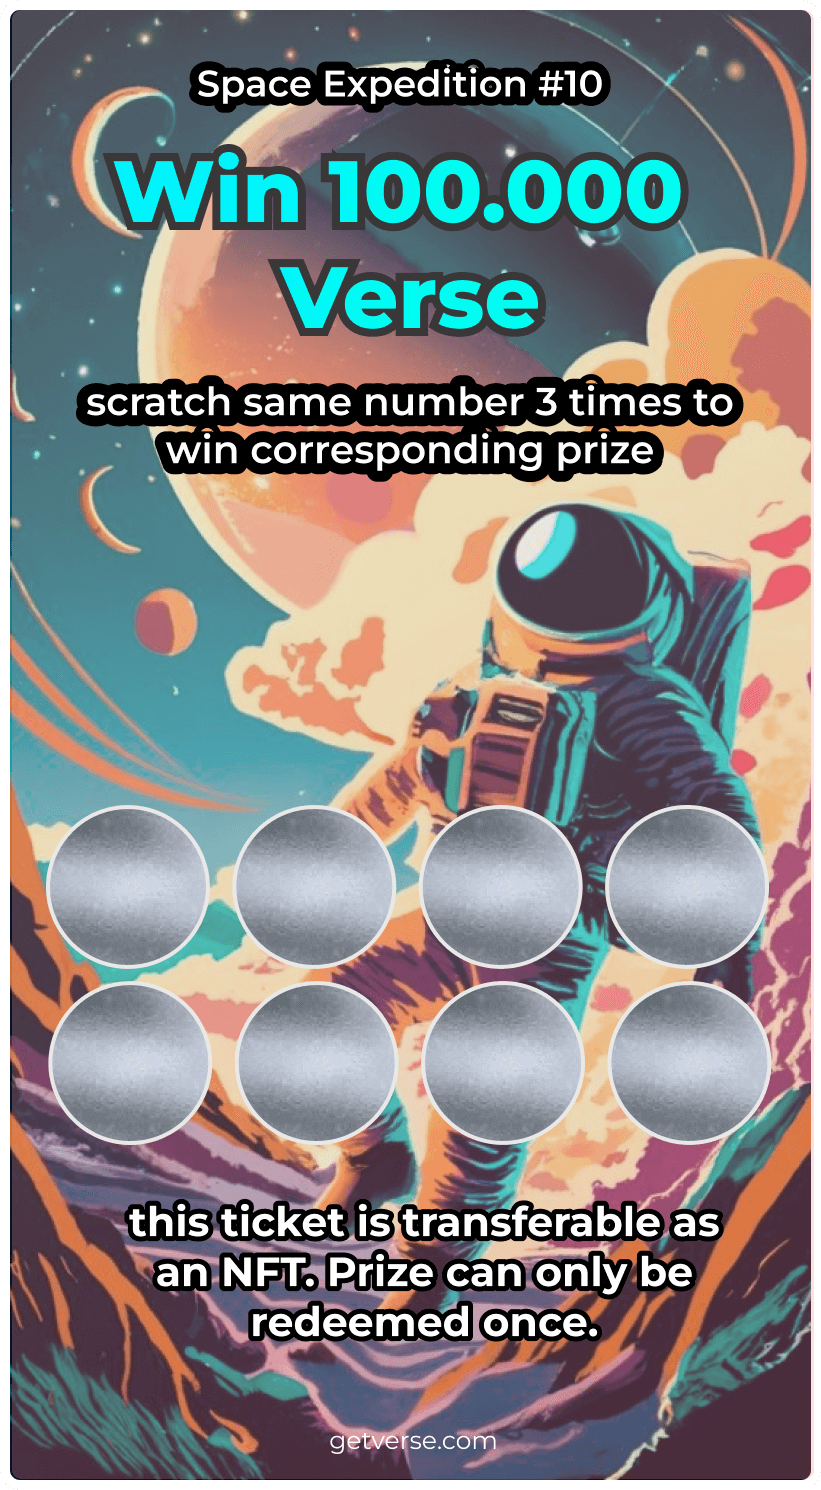 Space Expedition #10
Win 100.000
Verse
scratch same number 3 times to
win corresponding prize
this ticket is transferable as
an NFT. Prize can only be
redeemed once.
getverse.com